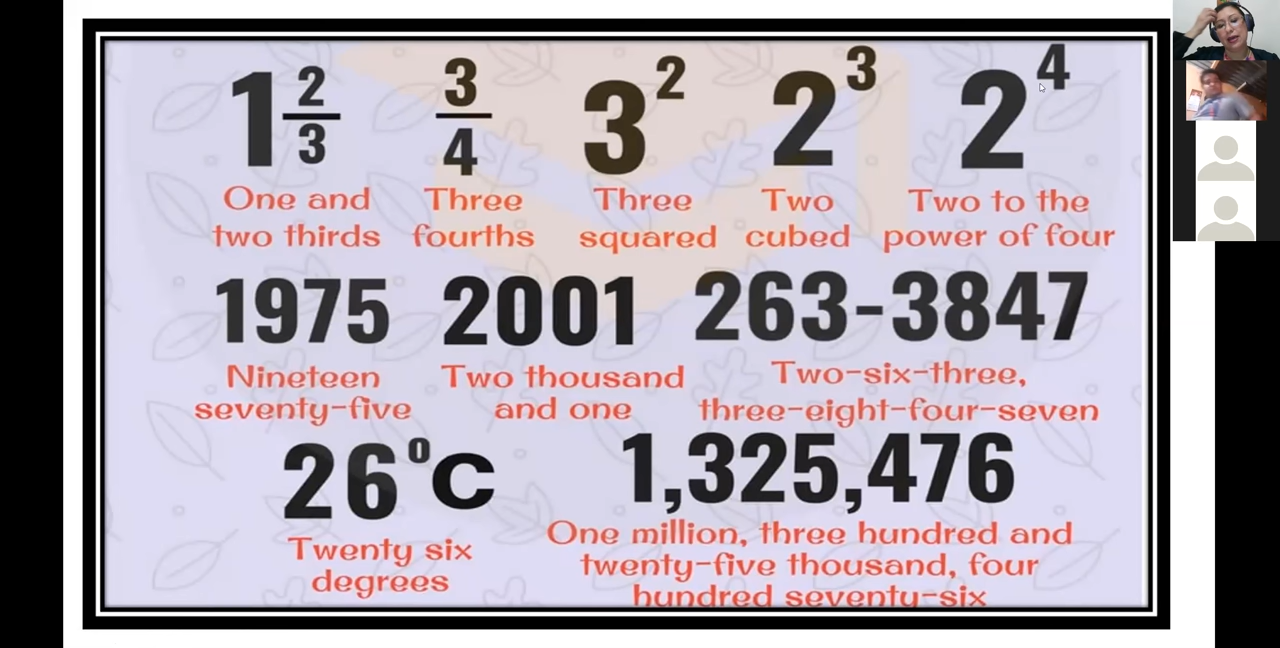 1 2/3 3/4 3² 2³ 2⁴
One and Three Three Two Two to the
two thirds fourths squared cubed power of four
1975 2001 263-3847
Nineteen Two thousand Two-six-three,
seventy-five and one three-eight-four-seven
26°C 1,325,476
Twenty six One million, three hundred and
degrees twenty-five thousand, four
hundred seventy-six